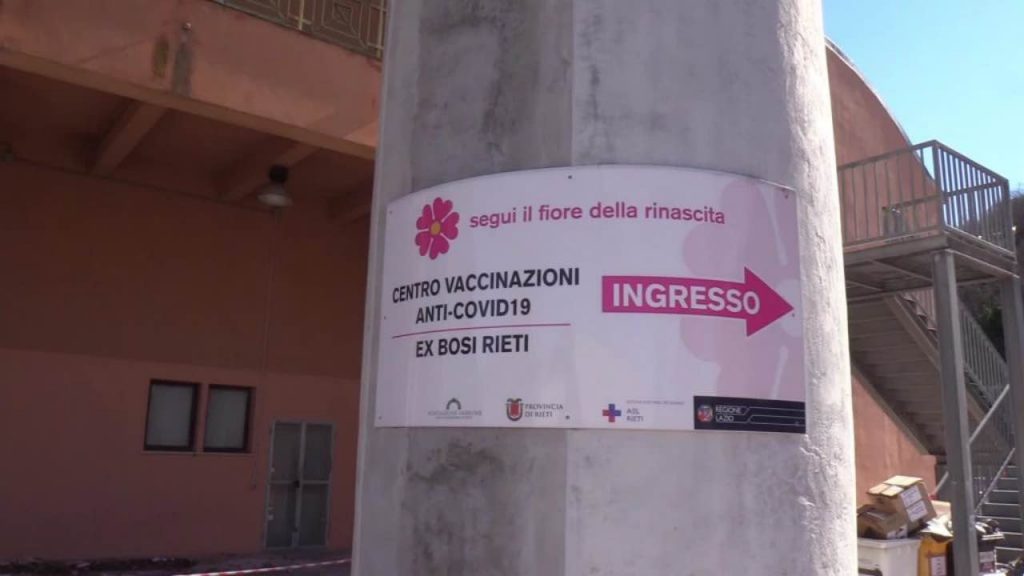 segui il fiore della rinascita
CENTRO VACCINAZIONI
ANTI-COVID19
EX BOSI RIETI
INGRESSO
PROVINCIA
DI RIETI
ASL
RIETI
REGIONE
LAZIO